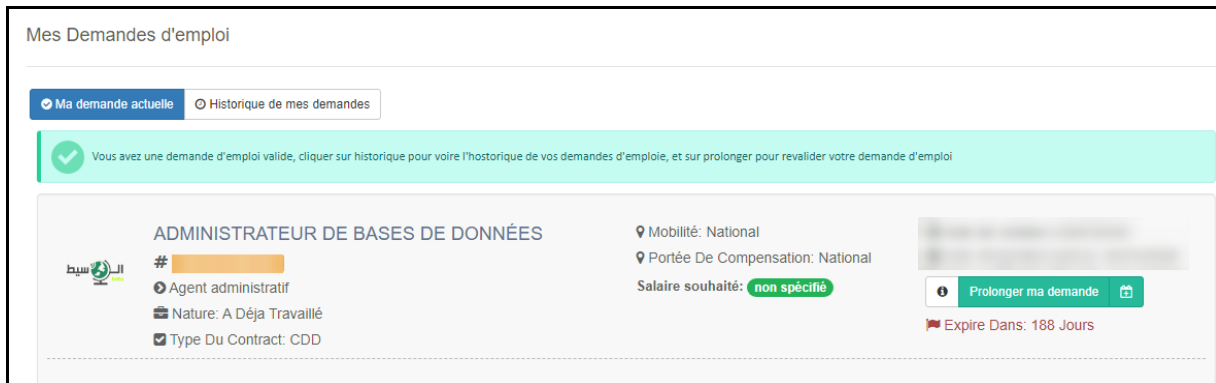 Mes Demandes d'emploi
Ma demande actuelle
Historique de mes demandes
Vous avez une demande d'emploi valide, cliquer sur historique pour voire l'hostorique de vos demandes d'emploie, et sur prolonger pour revalider votre demande d'emploi
الـــوسيط
ADMINISTRATEUR DE BASES DE DONNÉES
#
Agent administratif
Nature: A Déja Travaillé
Type Du Contract: CDD
Mobilité: National
Portée De Compensation: National
Salaire souhaité: non spécifié
Prolonger ma demande
Expire Dans: 188 Jours